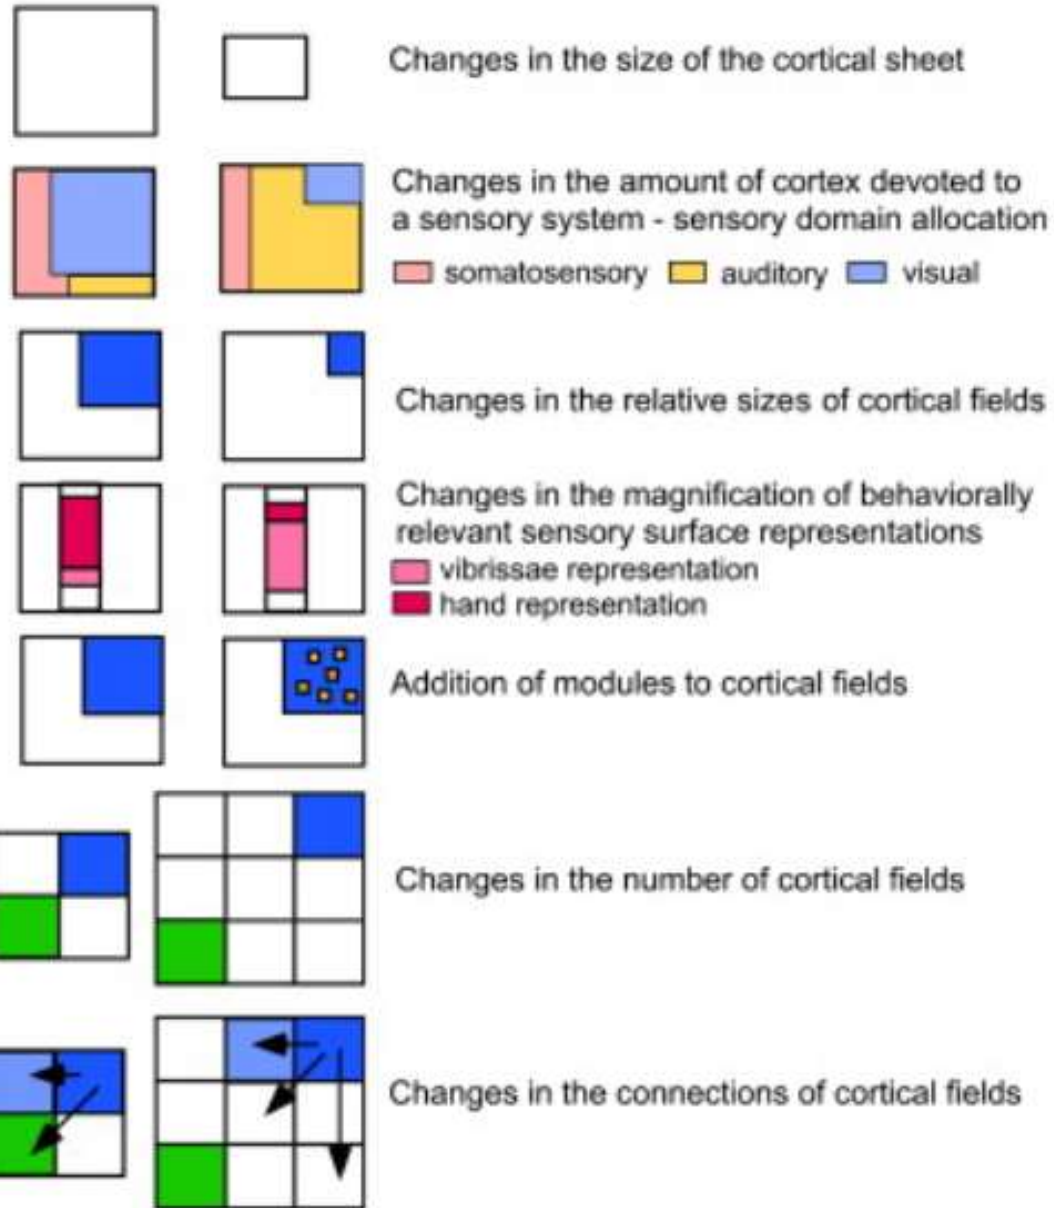 Changes in the size of the cortical sheet
Changes in the amount of cortex devoted to
a sensory system - sensory domain allocation
somatosensory auditory visual
Changes in the relative sizes of cortical fields
Changes in the magnification of behaviorally
relevant sensory surface representations
vibrissae representation
hand representation
Addition of modules to cortical fields
Changes in the number of cortical fields
Changes in the connections of cortical fields